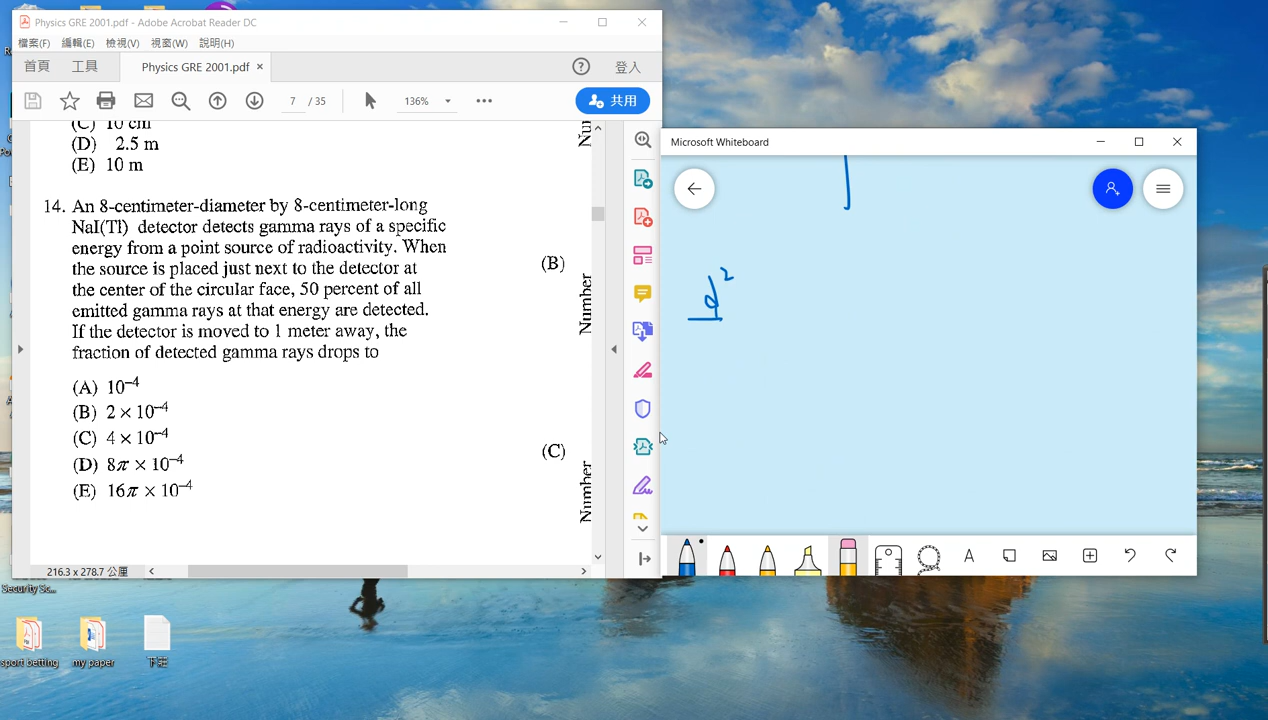 Physics GRE 2001.pdf - Adobe Acrobat Reader DC
檔案(F) 編輯(E) 檢視(V) 視窗(W) 說明(H)
首頁 工具 Physics GRE 2001.pdf × 登入
7 / 35 136% 共用
(C) 10 cm
(D) 2.5 m
(E) 10 m
14. An 8-centimeter-diameter by 8-centimeter-long
NaI(Tl) detector detects gamma rays of a specific
energy from a point source of radioactivity. When
the source is placed just next to the detector at
the center of the circular face, 50 percent of all
emitted gamma rays at that energy are detected.
If the detector is moved to 1 meter away, the
fraction of detected gamma rays drops to
(A) 10⁻⁴
(B) 2 × 10⁻⁴
(C) 4 × 10⁻⁴
(D) 8π × 10⁻⁴
(E) 16π × 10⁻⁴
Num
(B)
Number
(C)
Number
216.3 x 278.7 公厘
Microsoft Whiteboard
d²
A
Security Sc...
sport betting
my paper
下莊